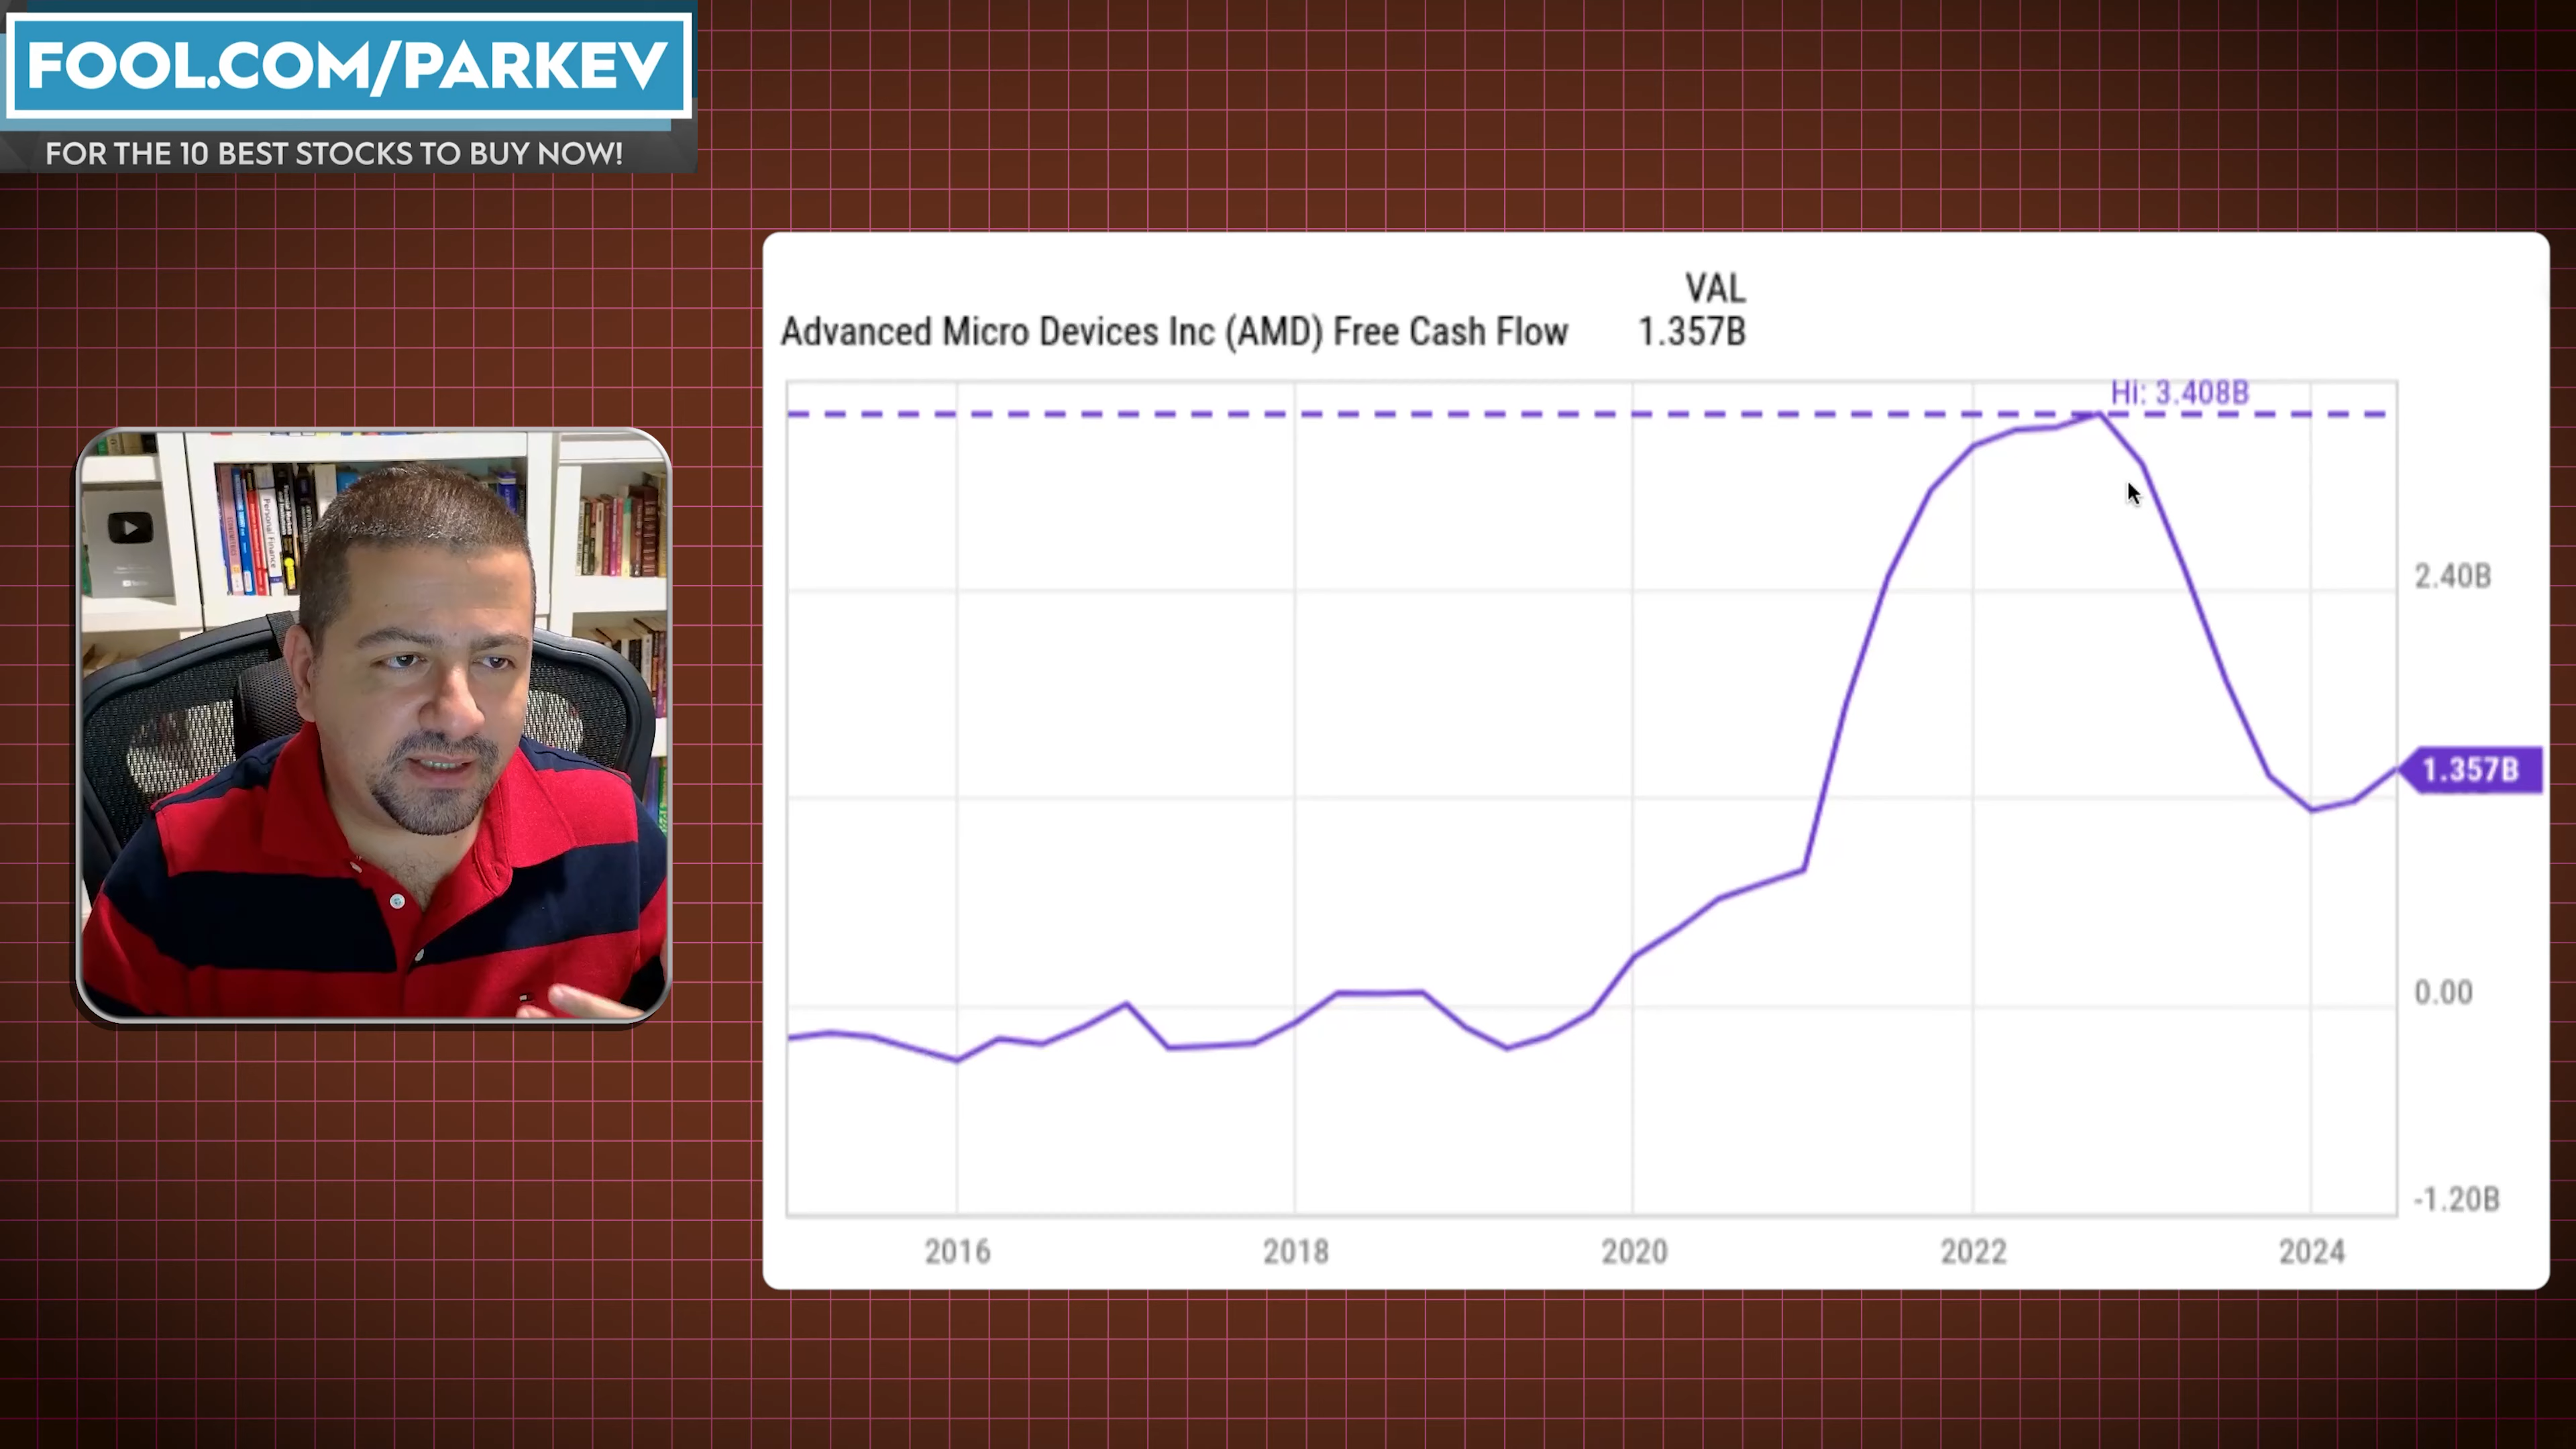 FOOL.COM/PARKEV
FOR THE 10 BEST STOCKS TO BUY NOW!
VAL
Advanced Micro Devices Inc (AMD) Free Cash Flow 1.357B
Hi: 3.408B
2.40B
1.357B
0.00
-1.20B
2016 2018 2020 2022 2024
Personal Finance